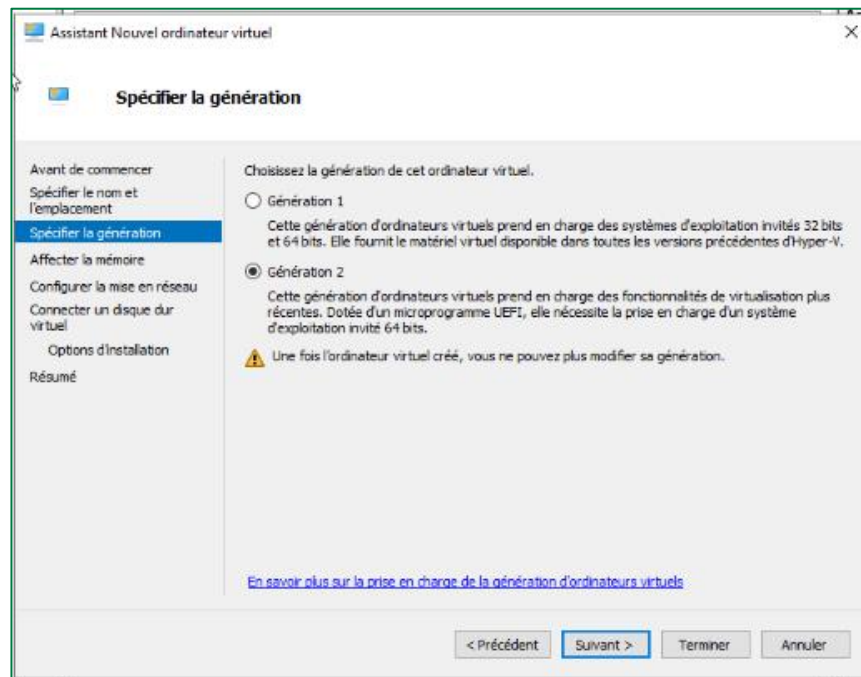 Assistant Nouvel ordinateur virtuel
Spécifier la génération
Avant de commencer
Spécifier le nom et
l'emplacement
Spécifier la génération
Affecter la mémoire
Configurer la mise en réseau
Connecter un disque dur
virtuel
Options d'installation
Résumé
Choisissez la génération de cet ordinateur virtuel.
Génération 1
Cette génération d'ordinateurs virtuels prend en charge des systèmes d'exploitation invités 32 bits
et 64 bits. Elle fournit le matériel virtuel disponible dans toutes les versions précédentes d'Hyper-V.
Génération 2
Cette génération d'ordinateurs virtuels prend en charge des fonctionnalités de virtualisation plus
récentes. Dotée d'un microprogramme UEFI, elle nécessite la prise en charge d'un système
d'exploitation invité 64 bits.
Une fois l'ordinateur virtuel créé, vous ne pouvez plus modifier sa génération.
En savoir plus sur la prise en charge de la génération d'ordinateurs virtuels
< Précédent
Suivant >
Terminer
Annuler